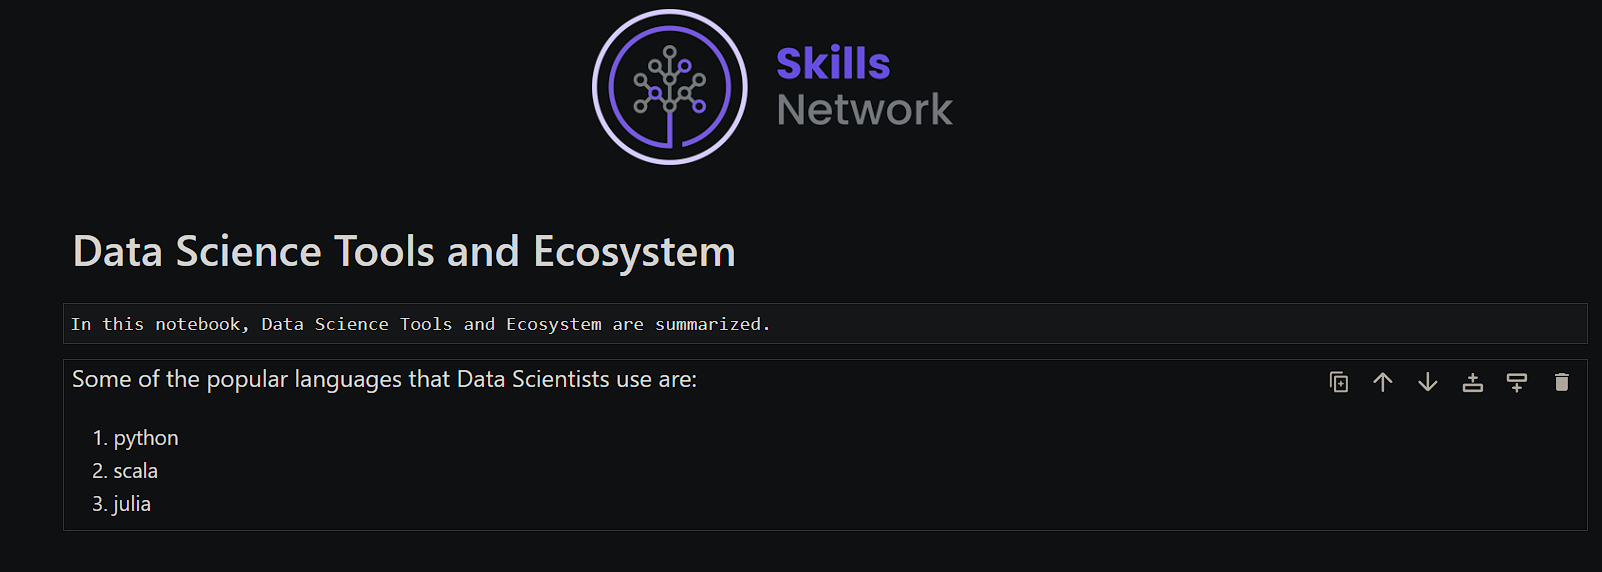 Skills
Network
Data Science Tools and Ecosystem
In this notebook, Data Science Tools and Ecosystem are summarized.
Some of the popular languages that Data Scientists use are:
1. python
2. scala
3. julia